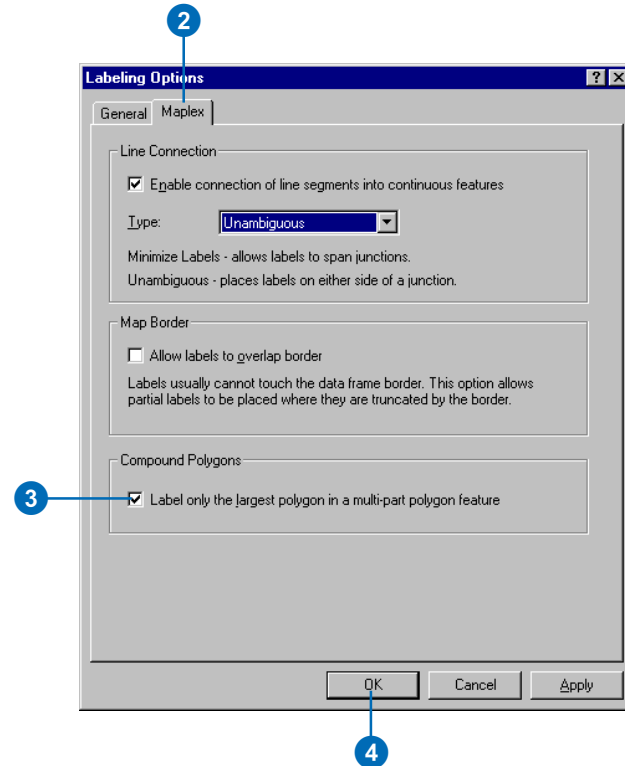 2
Labeling Options
General Maplex
Line Connection
Enable connection of line segments into continuous features
Type: Unambiguous
Minimize Labels - allows labels to span junctions.
Unambiguous - places labels on either side of a junction.
Map Border
Allow labels to overlap border
Labels usually cannot touch the data frame border. This option allows
partial labels to be placed where they are truncated by the border.
Compound Polygons
3 Label only the largest polygon in a multi-part polygon feature
OK Cancel Apply
4